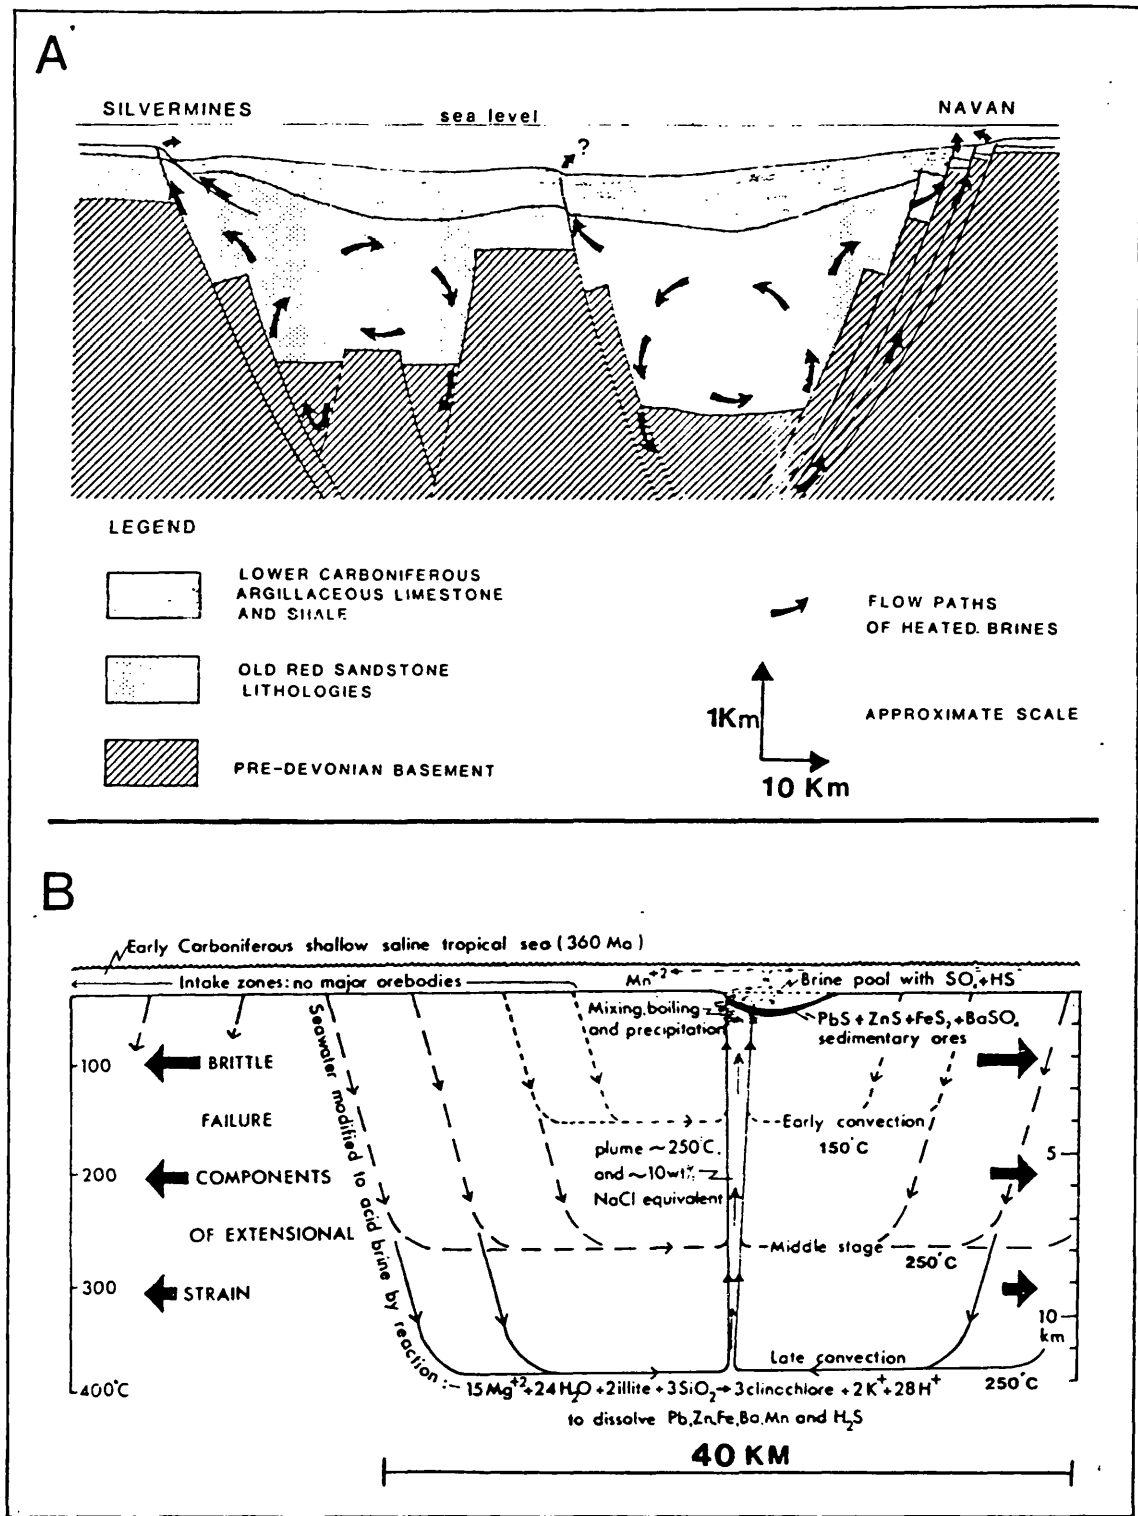 A
SILVERMINES
sea level
NAVAN
?
LEGEND
LOWER CARBONIFEROUS
ARGILLACEOUS LIMESTONE
AND SHALE
OLD RED SANDSTONE
LITHOLOGIES
PRE-DEVONIAN BASEMENT
FLOW PATHS
OF HEATED BRINES
1Km
APPROXIMATE SCALE
10 Km
B
Early Carboniferous shallow saline tropical sea (360 Ma)
Intake zones: no major orebodies
Mn+2
Brine pool with SO4=+HS-
Mixing, boiling
and precipitation
PbS + ZnS + FeS2 + BaSO4
sedimentary ores
100
BRITTLE
FAILURE
Early convection
150°C
plume ~250°C
and ~10wt%
NaCl equivalent
5
200
COMPONENTS
OF EXTENSIONAL
Middle stage
250°C
300
STRAIN
10
km
Late convection
250°C
400°C
Seawater modified to acid brine by reaction :-
15Mg+2 + 24H2O + 2illite + 3SiO2 → 3clinochlore + 2K+ + 28H+
to dissolve Pb, Zn, Fe, Ba, Mn and H2S
40 KM